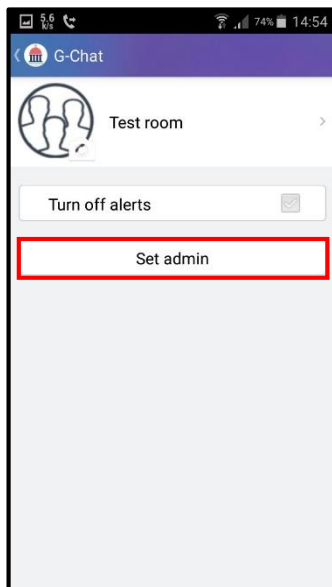 5.6 K/s 74% 14:54
G-Chat
Test room
Turn off alerts
Set admin